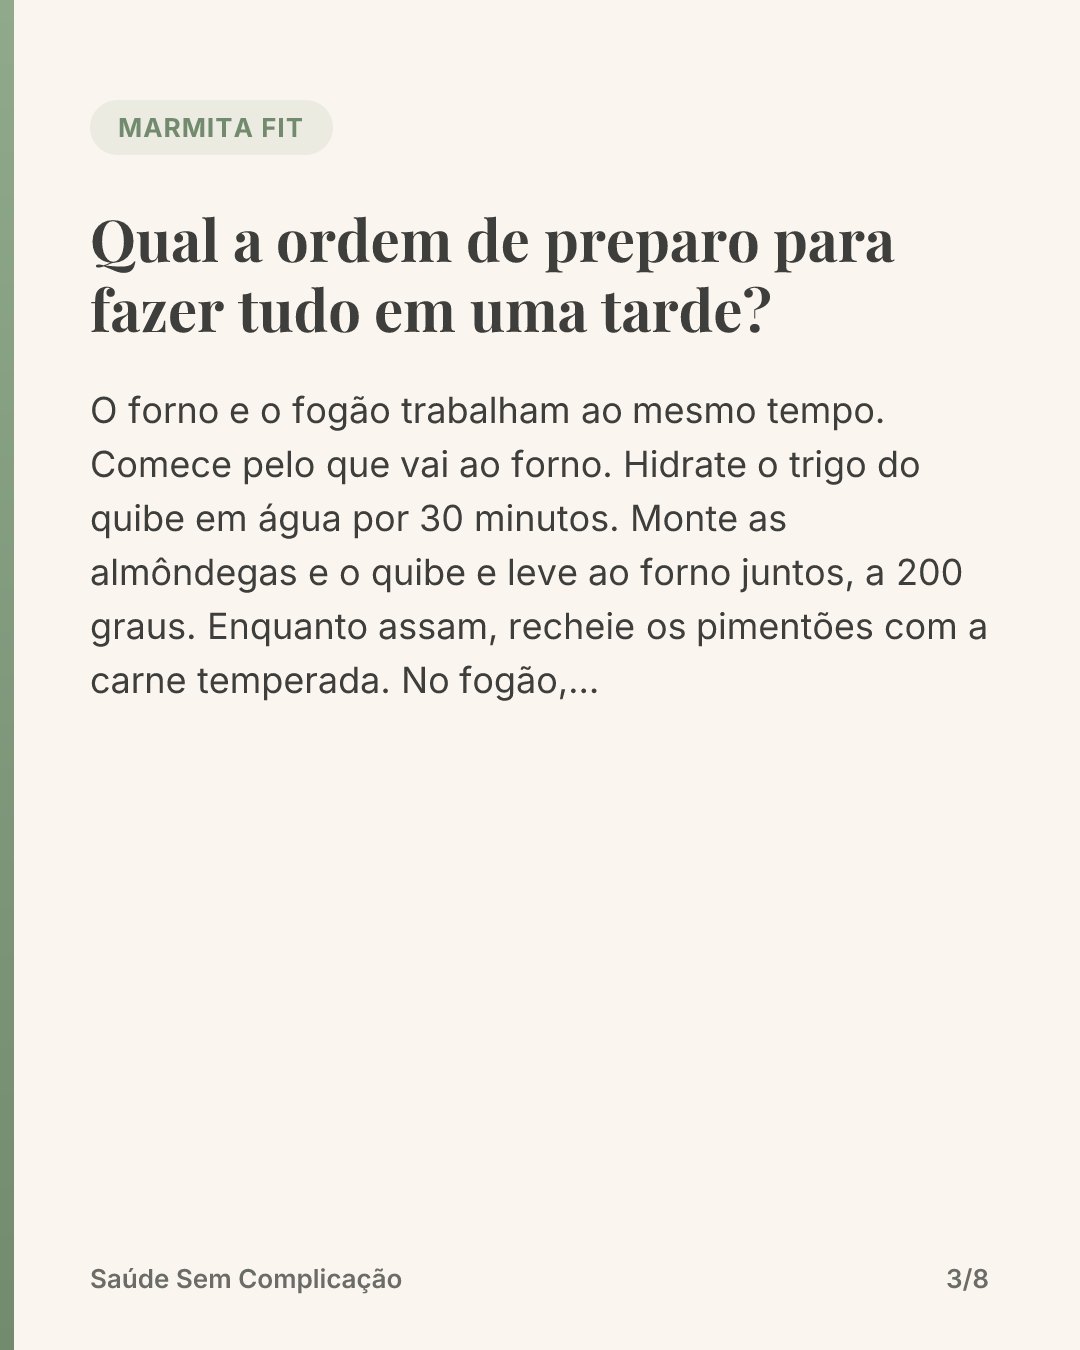 MARMITA FIT
Qual a ordem de preparo para
fazer tudo em uma tarde?
O forno e o fogão trabalham ao mesmo tempo.
Comece pelo que vai ao forno. Hidrate o trigo do
quibe em água por 30 minutos. Monte as
almôndegas e o quibe e leve ao forno juntos, a 200
graus. Enquanto assam, recheie os pimentões com a
carne temperada. No fogão,...
Saúde Sem Complicação
3/8